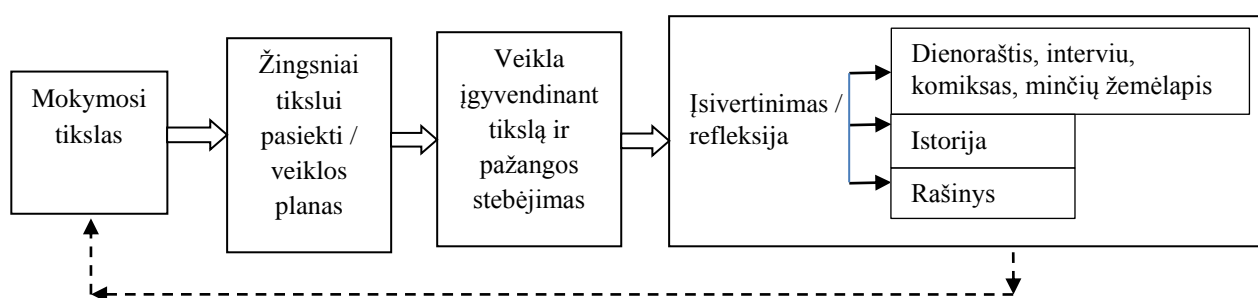 Mokymosi
tikslas
Žingsniai
tikslui
pasiekti /
veiklos
planas
Veikla
įgyvendinant
tikslą ir
pažangos
stebėjimas
Įsivertinimas /
refleksija
Dienoraštis, interviu,
komiksas, minčių žemėlapis
Istorija
Rašinys